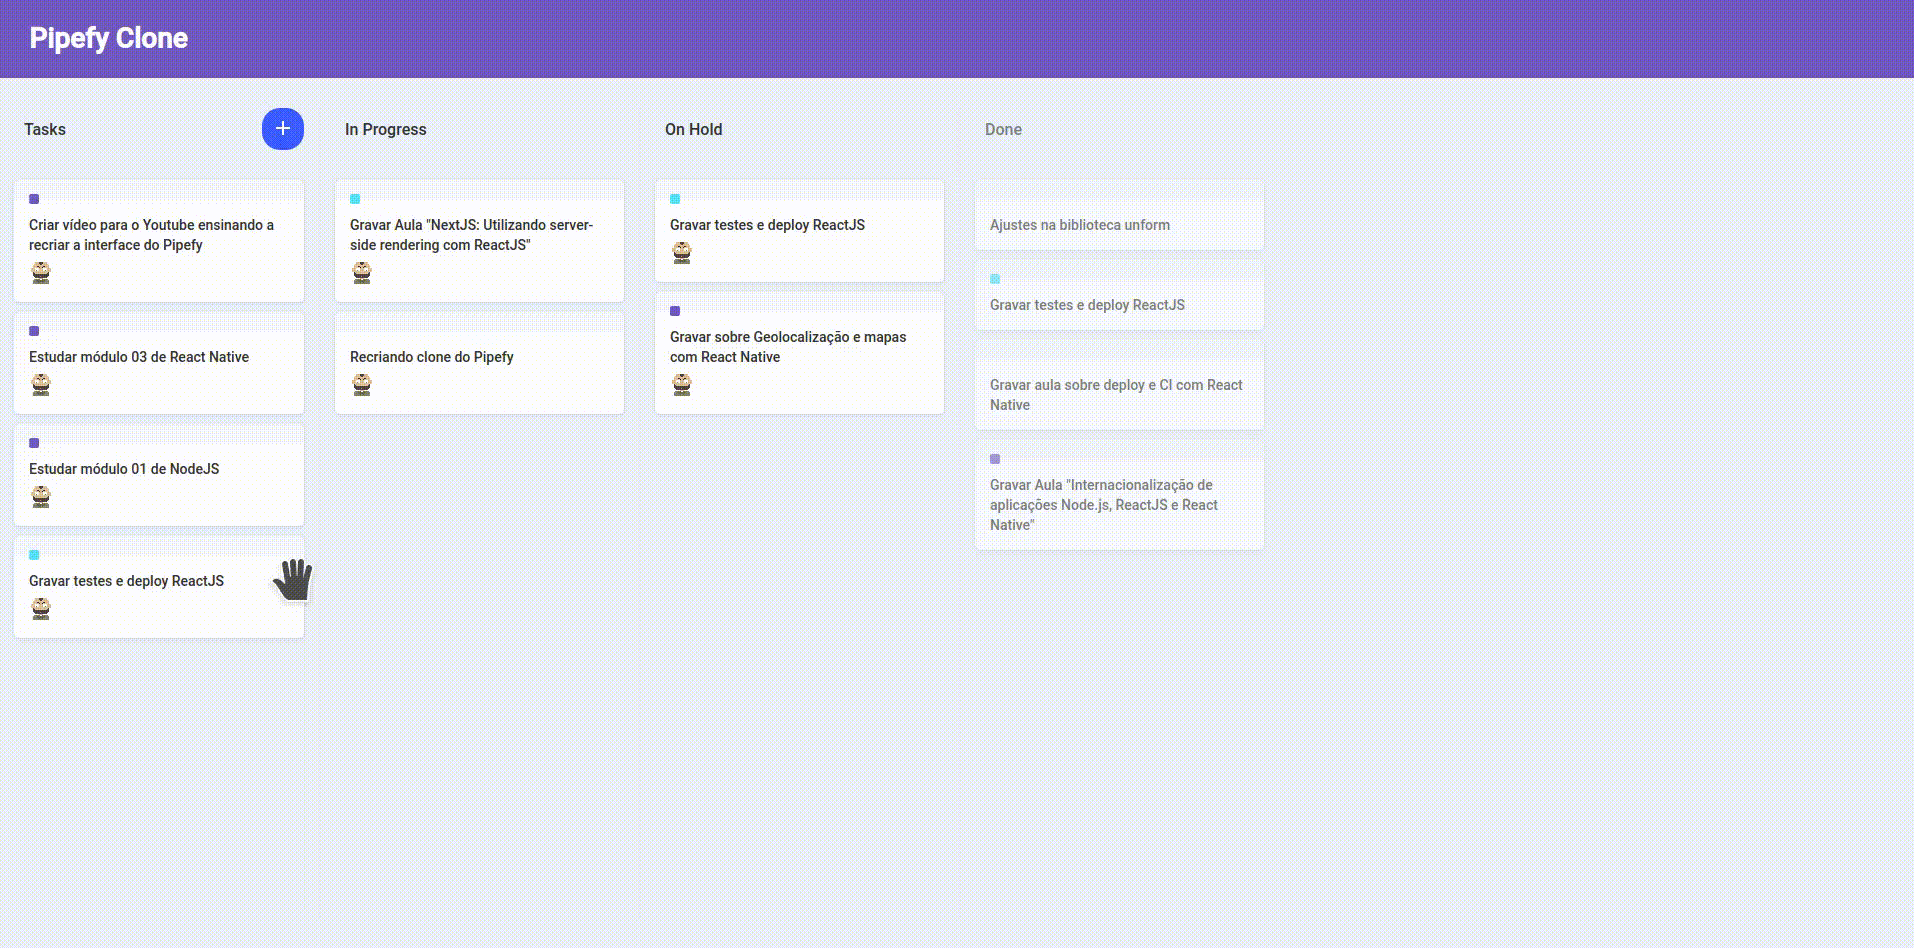 Pipefy Clone
Tasks
Criar vídeo para o Youtube ensinando a
recriar a interface do Pipefy
Estudar módulo 03 de React Native
Estudar módulo 01 de NodeJS
Gravar testes e deploy ReactJS
In Progress
Gravar Aula "NextJS: Utilizando server-
side rendering com ReactJS"
Recriando clone do Pipefy
On Hold
Gravar testes e deploy ReactJS
Gravar sobre Geolocalização e mapas
com React Native
Done
Ajustes na biblioteca unform
Gravar testes e deploy ReactJS
Gravar aula sobre deploy e CI com React
Native
Gravar Aula "Internacionalização de
aplicações Node.js, ReactJS e React
Native"